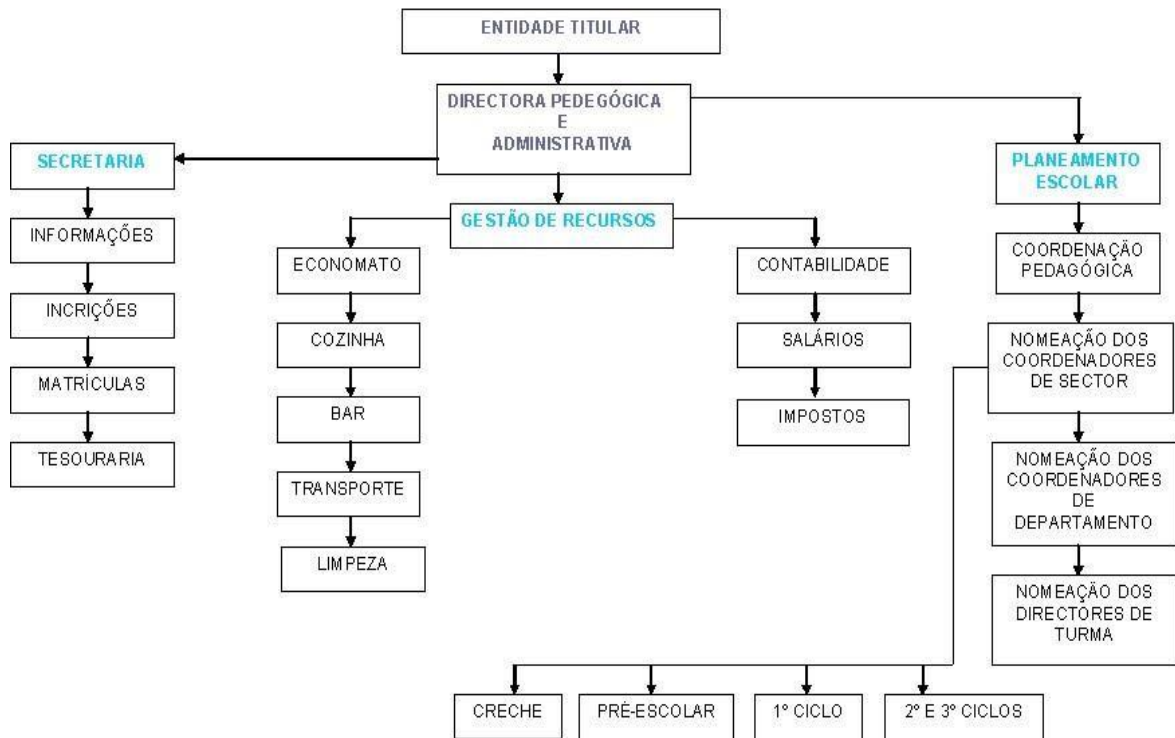 ENTIDADE TITULAR
DIRECTORA PEDEGÓGICA
E
ADMINISTRATIVA
SECRETARIA
INFORMAÇÕES
INCRIÇÕES
MATRÍCULAS
TESOURARIA
GESTÃO DE RECURSOS
ECONOMATO
COZINHA
BAR
TRANSPORTE
LIMPEZA
CONTABILIDADE
SALÁRIOS
IMPOSTOS
PLANEAMENTO
ESCOLAR
COORDENAÇÃO
PEDAGÓGICA
NOMEAÇÃO DOS
COORDENADORES
DE SECTOR
NOMEAÇÃO DOS
COORDENADORES
DE
DEPARTAMENTO
NOMEAÇÃO DOS
DIRECTORES DE
TURMA
CRECHE
PRÉ-ESCOLAR
1º CICLO
2º E 3º CICLOS